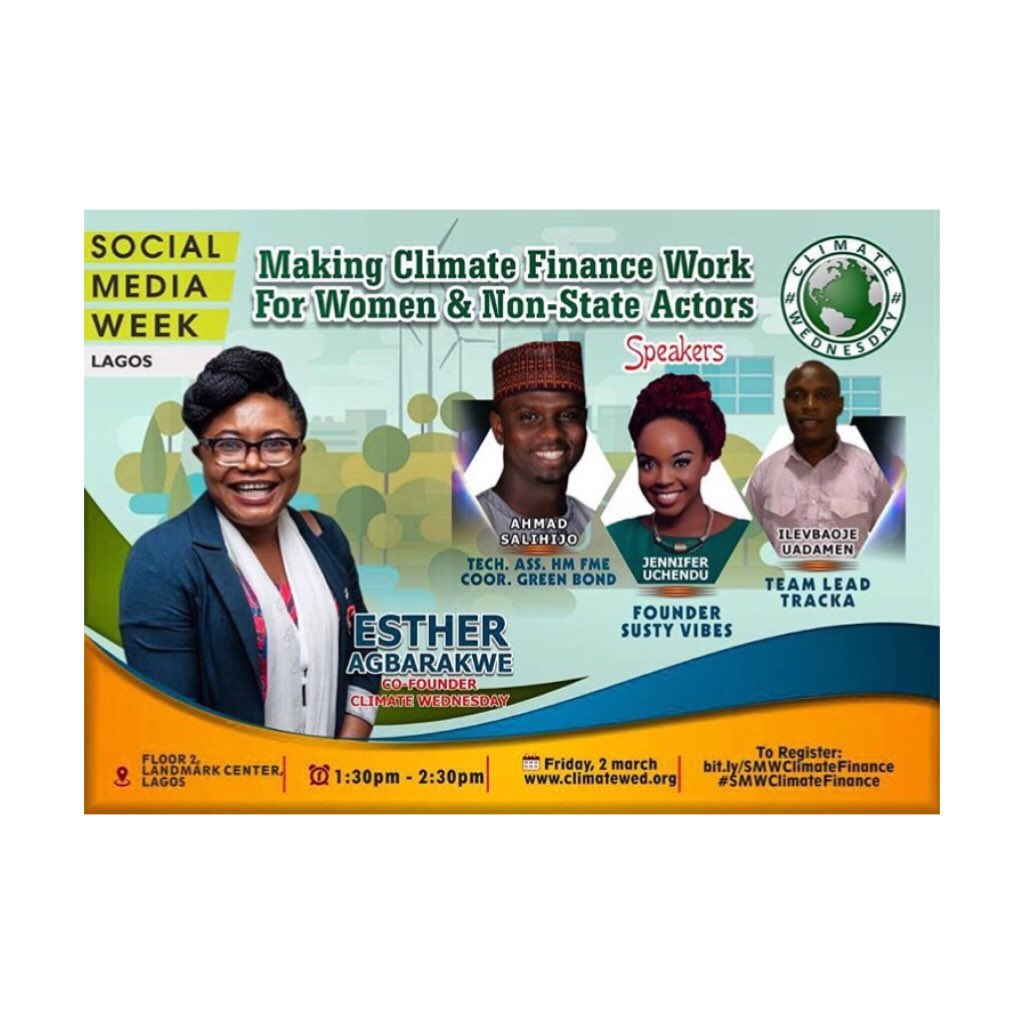 SOCIAL
MEDIA
WEEK
LAGOS
Making Climate Finance Work
For Women & Non-State Actors
Speakers
# CLIMATE #
WEDNESDAY
AHMAD
SALIHIJO
TECH. ASS. HM FME
COOR. GREEN BOND
JENNIFER
UCHENDU
FOUNDER
SUSTY VIBES
ILEVBAOJE
UADAMEN
TEAM LEAD
TRACKA
ESTHER
AGBARAKWE
CO-FOUNDER
CLIMATE WEDNESDAY
FLOOR 2,
LANDMARK CENTER,
LAGOS
1:30pm - 2:30pm
Friday, 2 march
www.climatewed.org
To Register:
bit.ly/SMWClimateFinance
#SMWClimateFinance